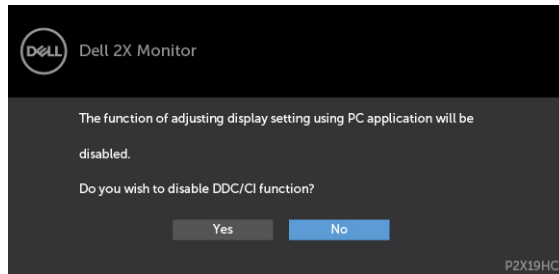 DELL
Dell 2X Monitor
The function of adjusting display setting using PC application will be
disabled.
Do you wish to disable DDC/CI function?
Yes No
P2X19HC